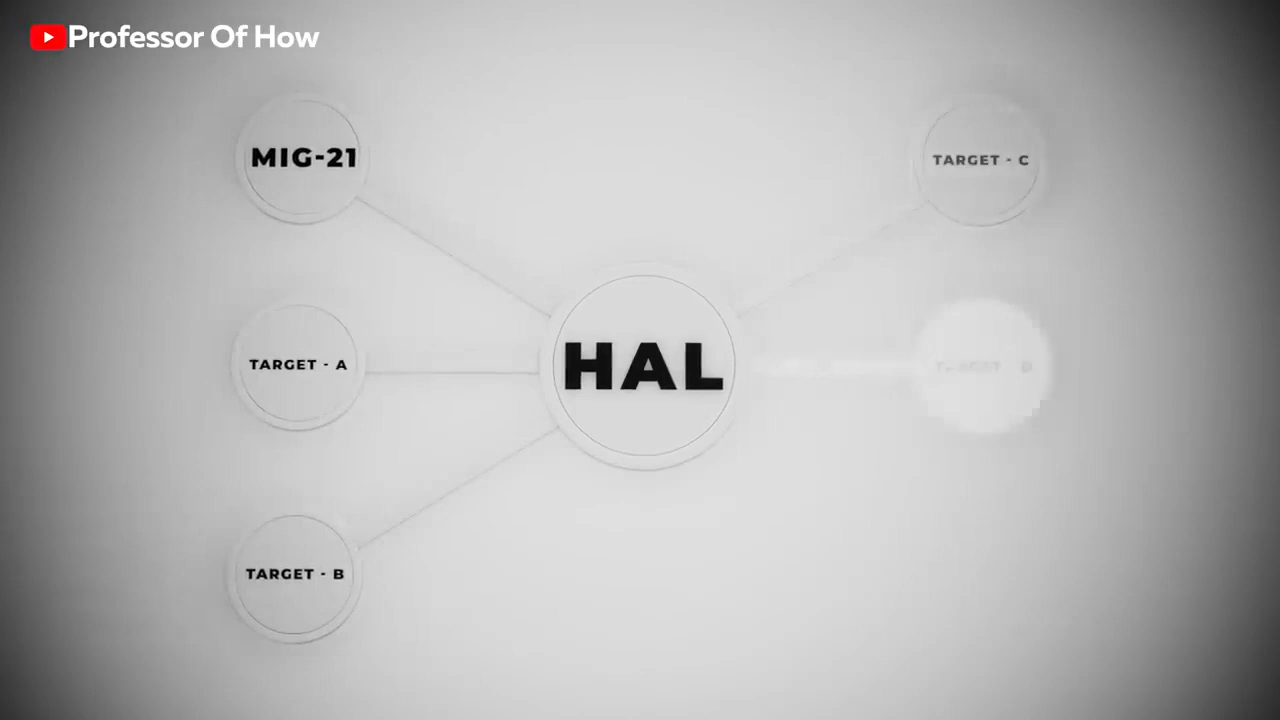 Professor Of How
MIG-21
TARGET - C
HAL
TARGET - A
TARGET - B